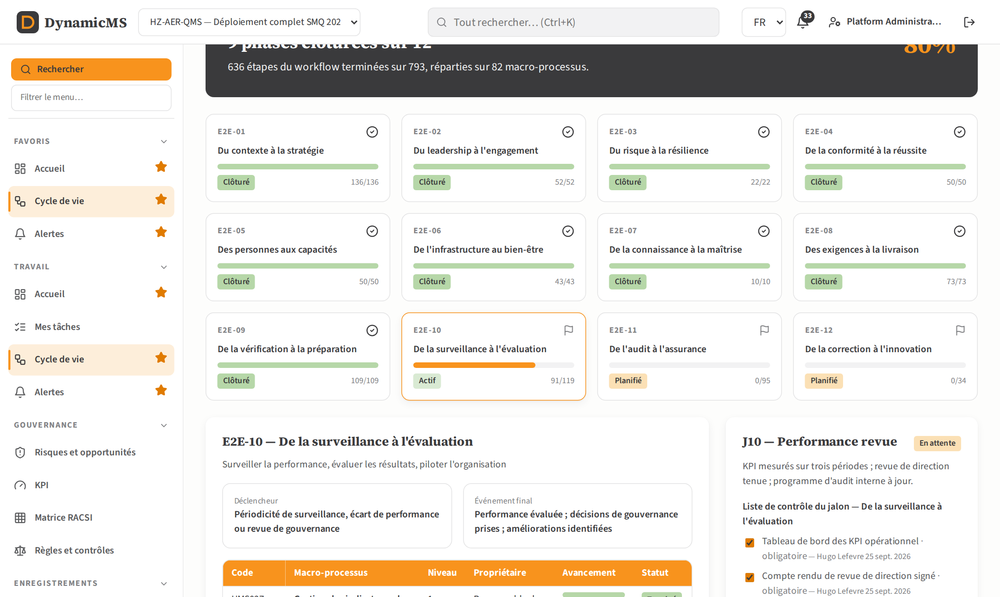 DynamicMS
HZ-AER-QMS — Déploiement complet SMQ 202
Tout rechercher… (Ctrl+K)
FR
33
Platform Administra…
Rechercher
Filtrer le menu…
FAVORIS
Accueil
Cycle de vie
Alertes
TRAVAIL
Accueil
Mes tâches
Cycle de vie
Alertes
GOUVERNANCE
Risques et opportunités
KPI
Matrice RACSI
Règles et contrôles
ENREGISTREMENTS
9 phases clôturées sur 12
80%
636 étapes du workflow terminées sur 793, réparties sur 82 macro-processus.
E2E-01
Du contexte à la stratégie
Clôturé
136/136
E2E-02
Du leadership à l'engagement
Clôturé
52/52
E2E-03
Du risque à la résilience
Clôturé
22/22
E2E-04
De la conformité à la réussite
Clôturé
50/50
E2E-05
Des personnes aux capacités
Clôturé
50/50
E2E-06
De l'infrastructure au bien-être
Clôturé
43/43
E2E-07
De la connaissance à la maîtrise
Clôturé
10/10
E2E-08
Des exigences à la livraison
Clôturé
73/73
E2E-09
De la vérification à la préparation
Clôturé
109/109
E2E-10
De la surveillance à l'évaluation
Actif
91/119
E2E-11
De l'audit à l'assurance
Planifié
0/95
E2E-12
De la correction à l'innovation
Planifié
0/34
E2E-10 — De la surveillance à l'évaluation
Surveiller la performance, évaluer les résultats, piloter l'organisation
Déclencheur
Périodicité de surveillance, écart de performance
ou revue de gouvernance
Événement final
Performance évaluée ; décisions de gouvernance
prises ; améliorations identifiées
Code
Macro-processus
Niveau
Propriétaire
Avancement
Statut
J10 — Performance revue
En attente
KPI mesurés sur trois périodes ; revue de direction
tenue ; programme d'audit interne à jour.
Liste de contrôle du jalon — De la surveillance à
l'évaluation
Tableau de bord des KPI opérationnel ·
obligatoire — Hugo Lefevre 25 sept. 2026
Compte rendu de revue de direction signé ·
obligatoire — Hugo Lefevre 25 sept. 2026